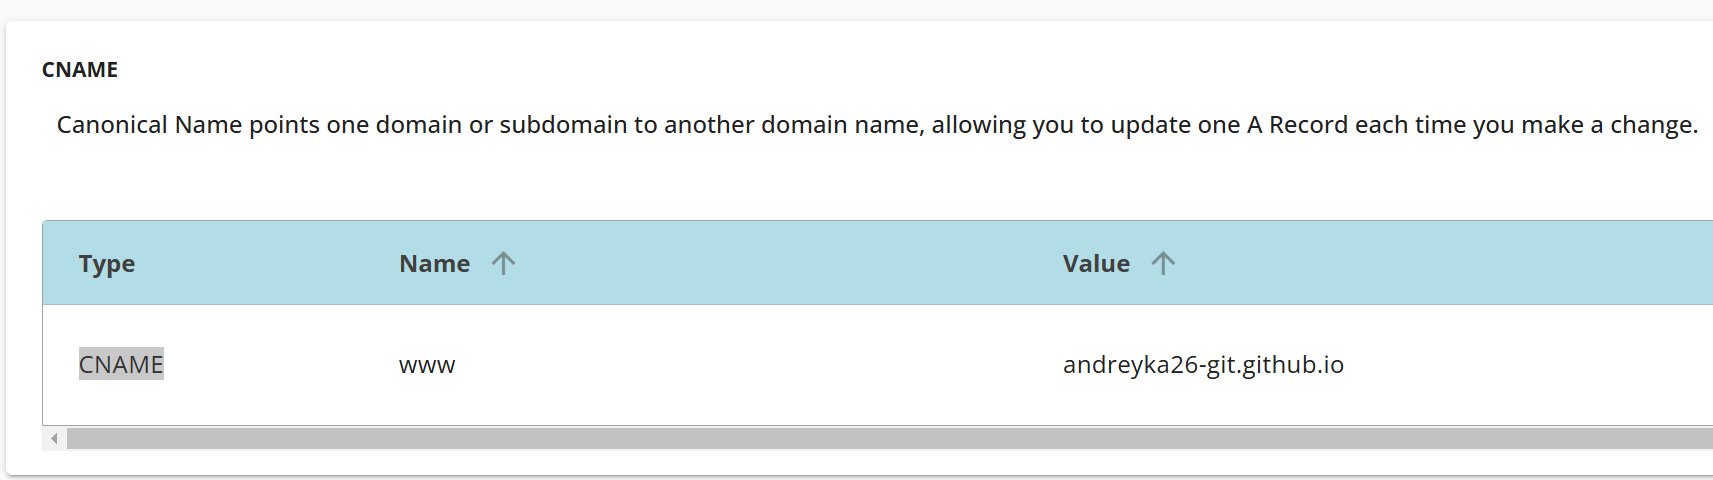 CNAME
Canonical Name points one domain or subdomain to another domain name, allowing you to update one A Record each time you make a change.
Type Name Value
CNAME www andreyka26-git.github.io